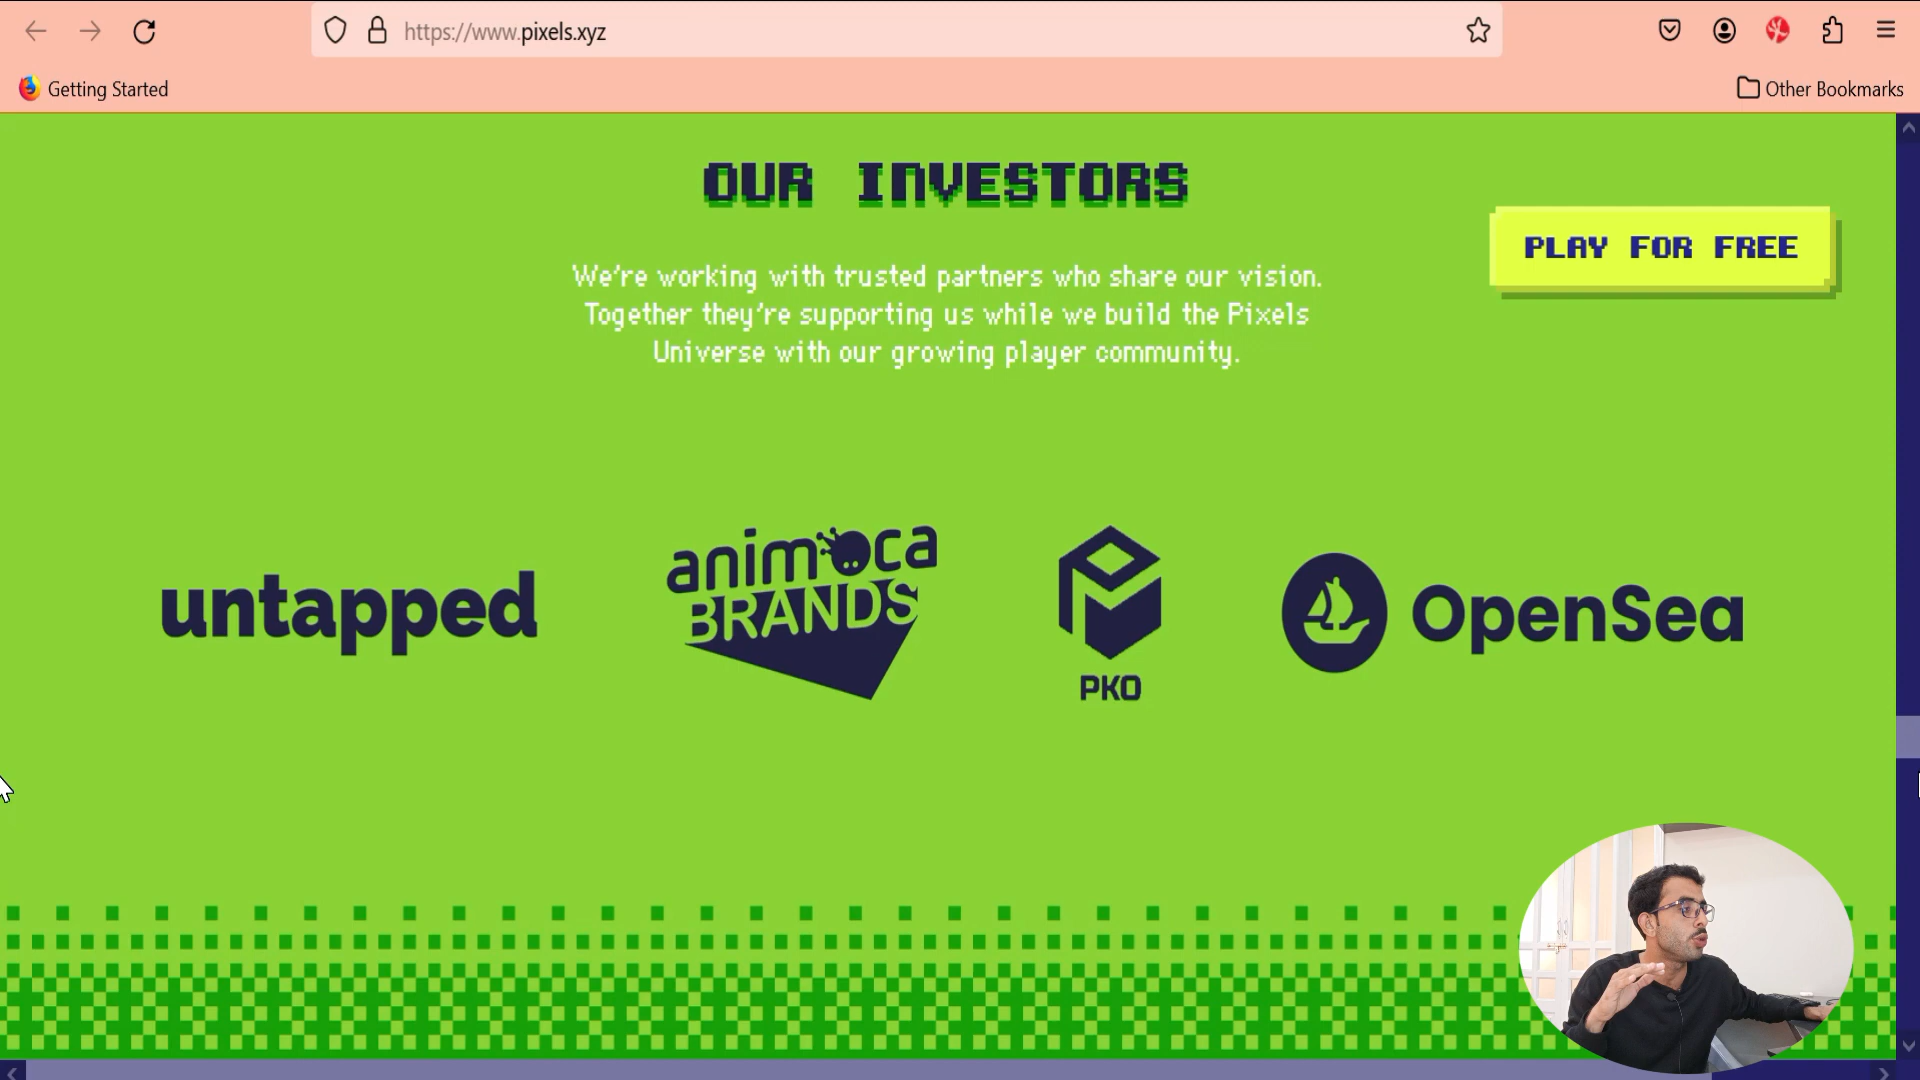 https://www.pixels.xyz
Getting Started
Other Bookmarks
OUR INVESTORS
PLAY FOR FREE
We're working with trusted partners who share our vision.
Together they're supporting us while we build the Pixels
Universe with our growing player community.
untapped
animoca
BRANDS
PKO
OpenSea